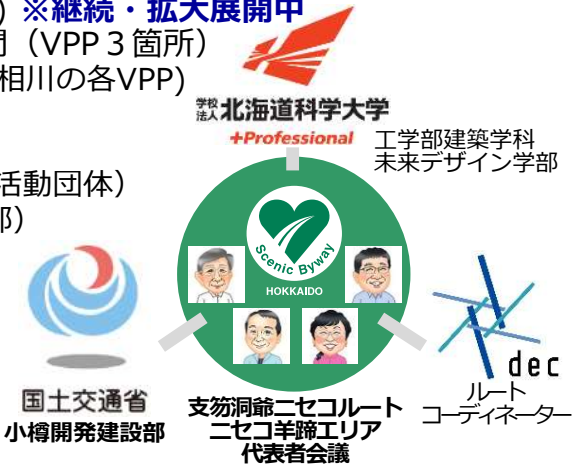 ) ※継続・拡大展開中
(VPP3箇所)
相川の各VPP)
学校法人 北海道科学大学
+Professional
工学部建築学科
未来デザイン学部
活動団体)
部)
Scenic Byway
HOKKAIDO
dec
国土交通省
小樽開発建設部
支笏洞爺ニセコルート
ニセコ羊蹄エリア
代表者会議
ルート
コーディネーター